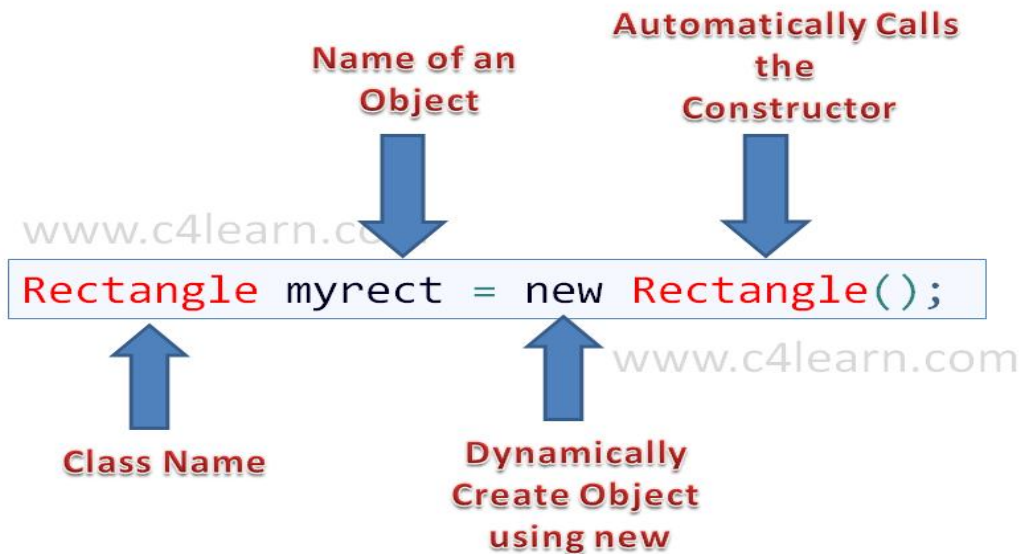 Name of an
Object
Automatically Calls
the
Constructor
www.c4learn.com
Rectangle myrect = new Rectangle();
www.c4learn.com
Class Name
Dynamically
Create Object
using new